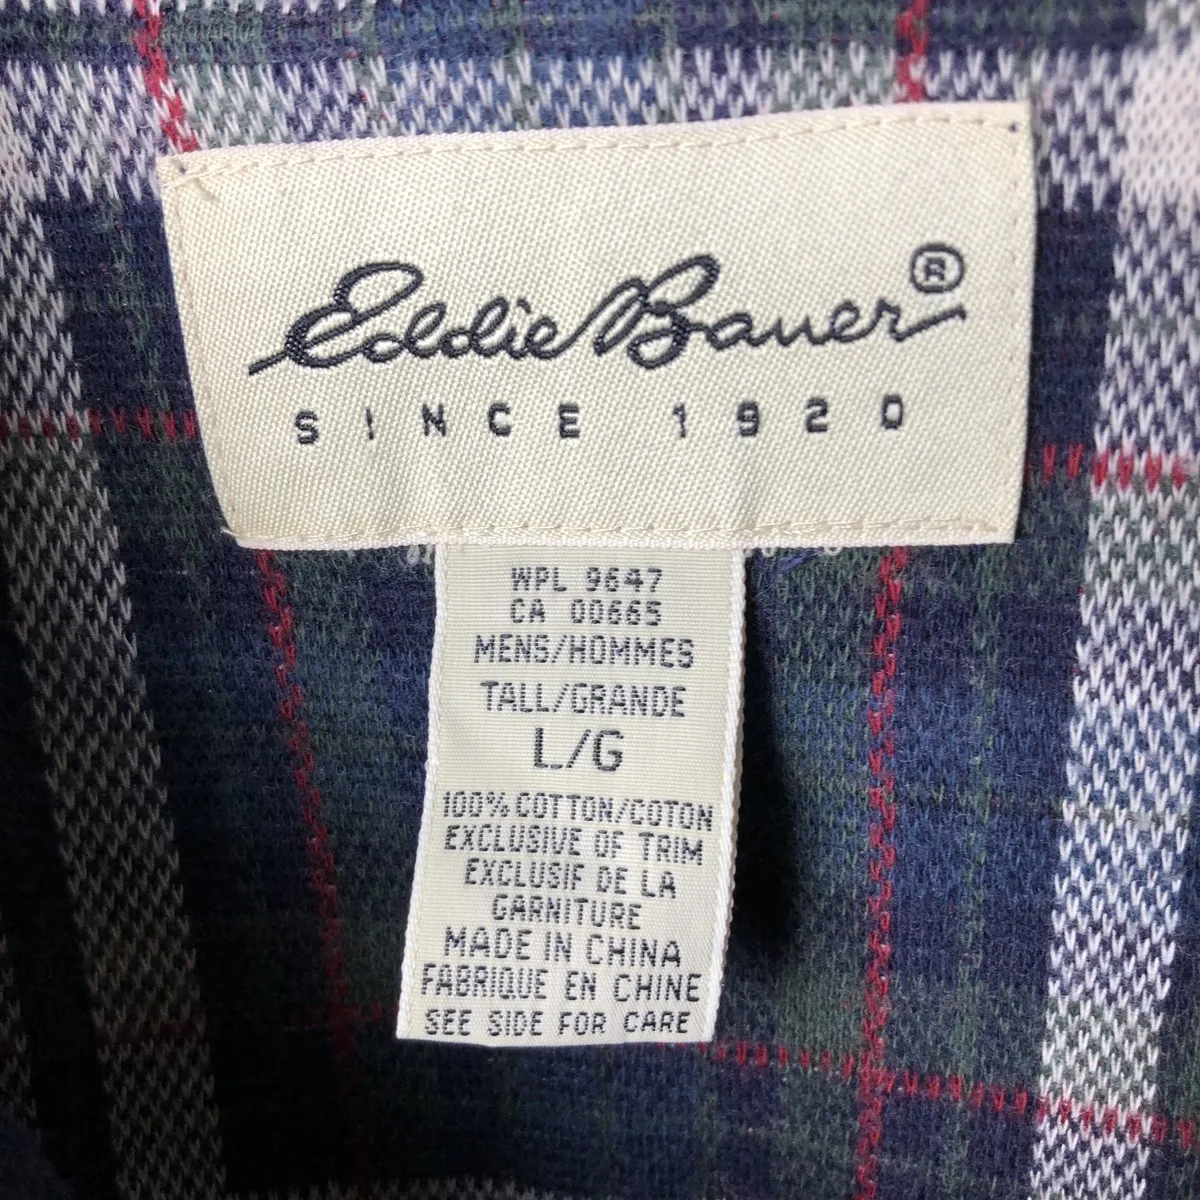 Eddie Bauer®
SINCE 1920
WPL 9647
CA 00665
MENS/HOMMES
TALL/GRANDE
L/G
100% COTTON/COTON
EXCLUSIVE OF TRIM
EXCLUSIF DE LA
GARNITURE
MADE IN CHINA
FABRIQUE EN CHINE
SEE SIDE FOR CARE